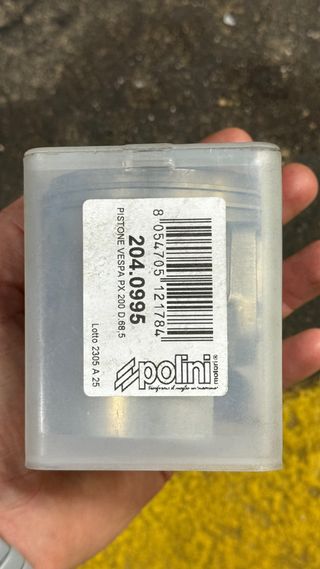 8 054705 121784
204.0995
PISTONE VESPA PX 200 D.68,5
Lotto 2305 A 25
polini®
motori